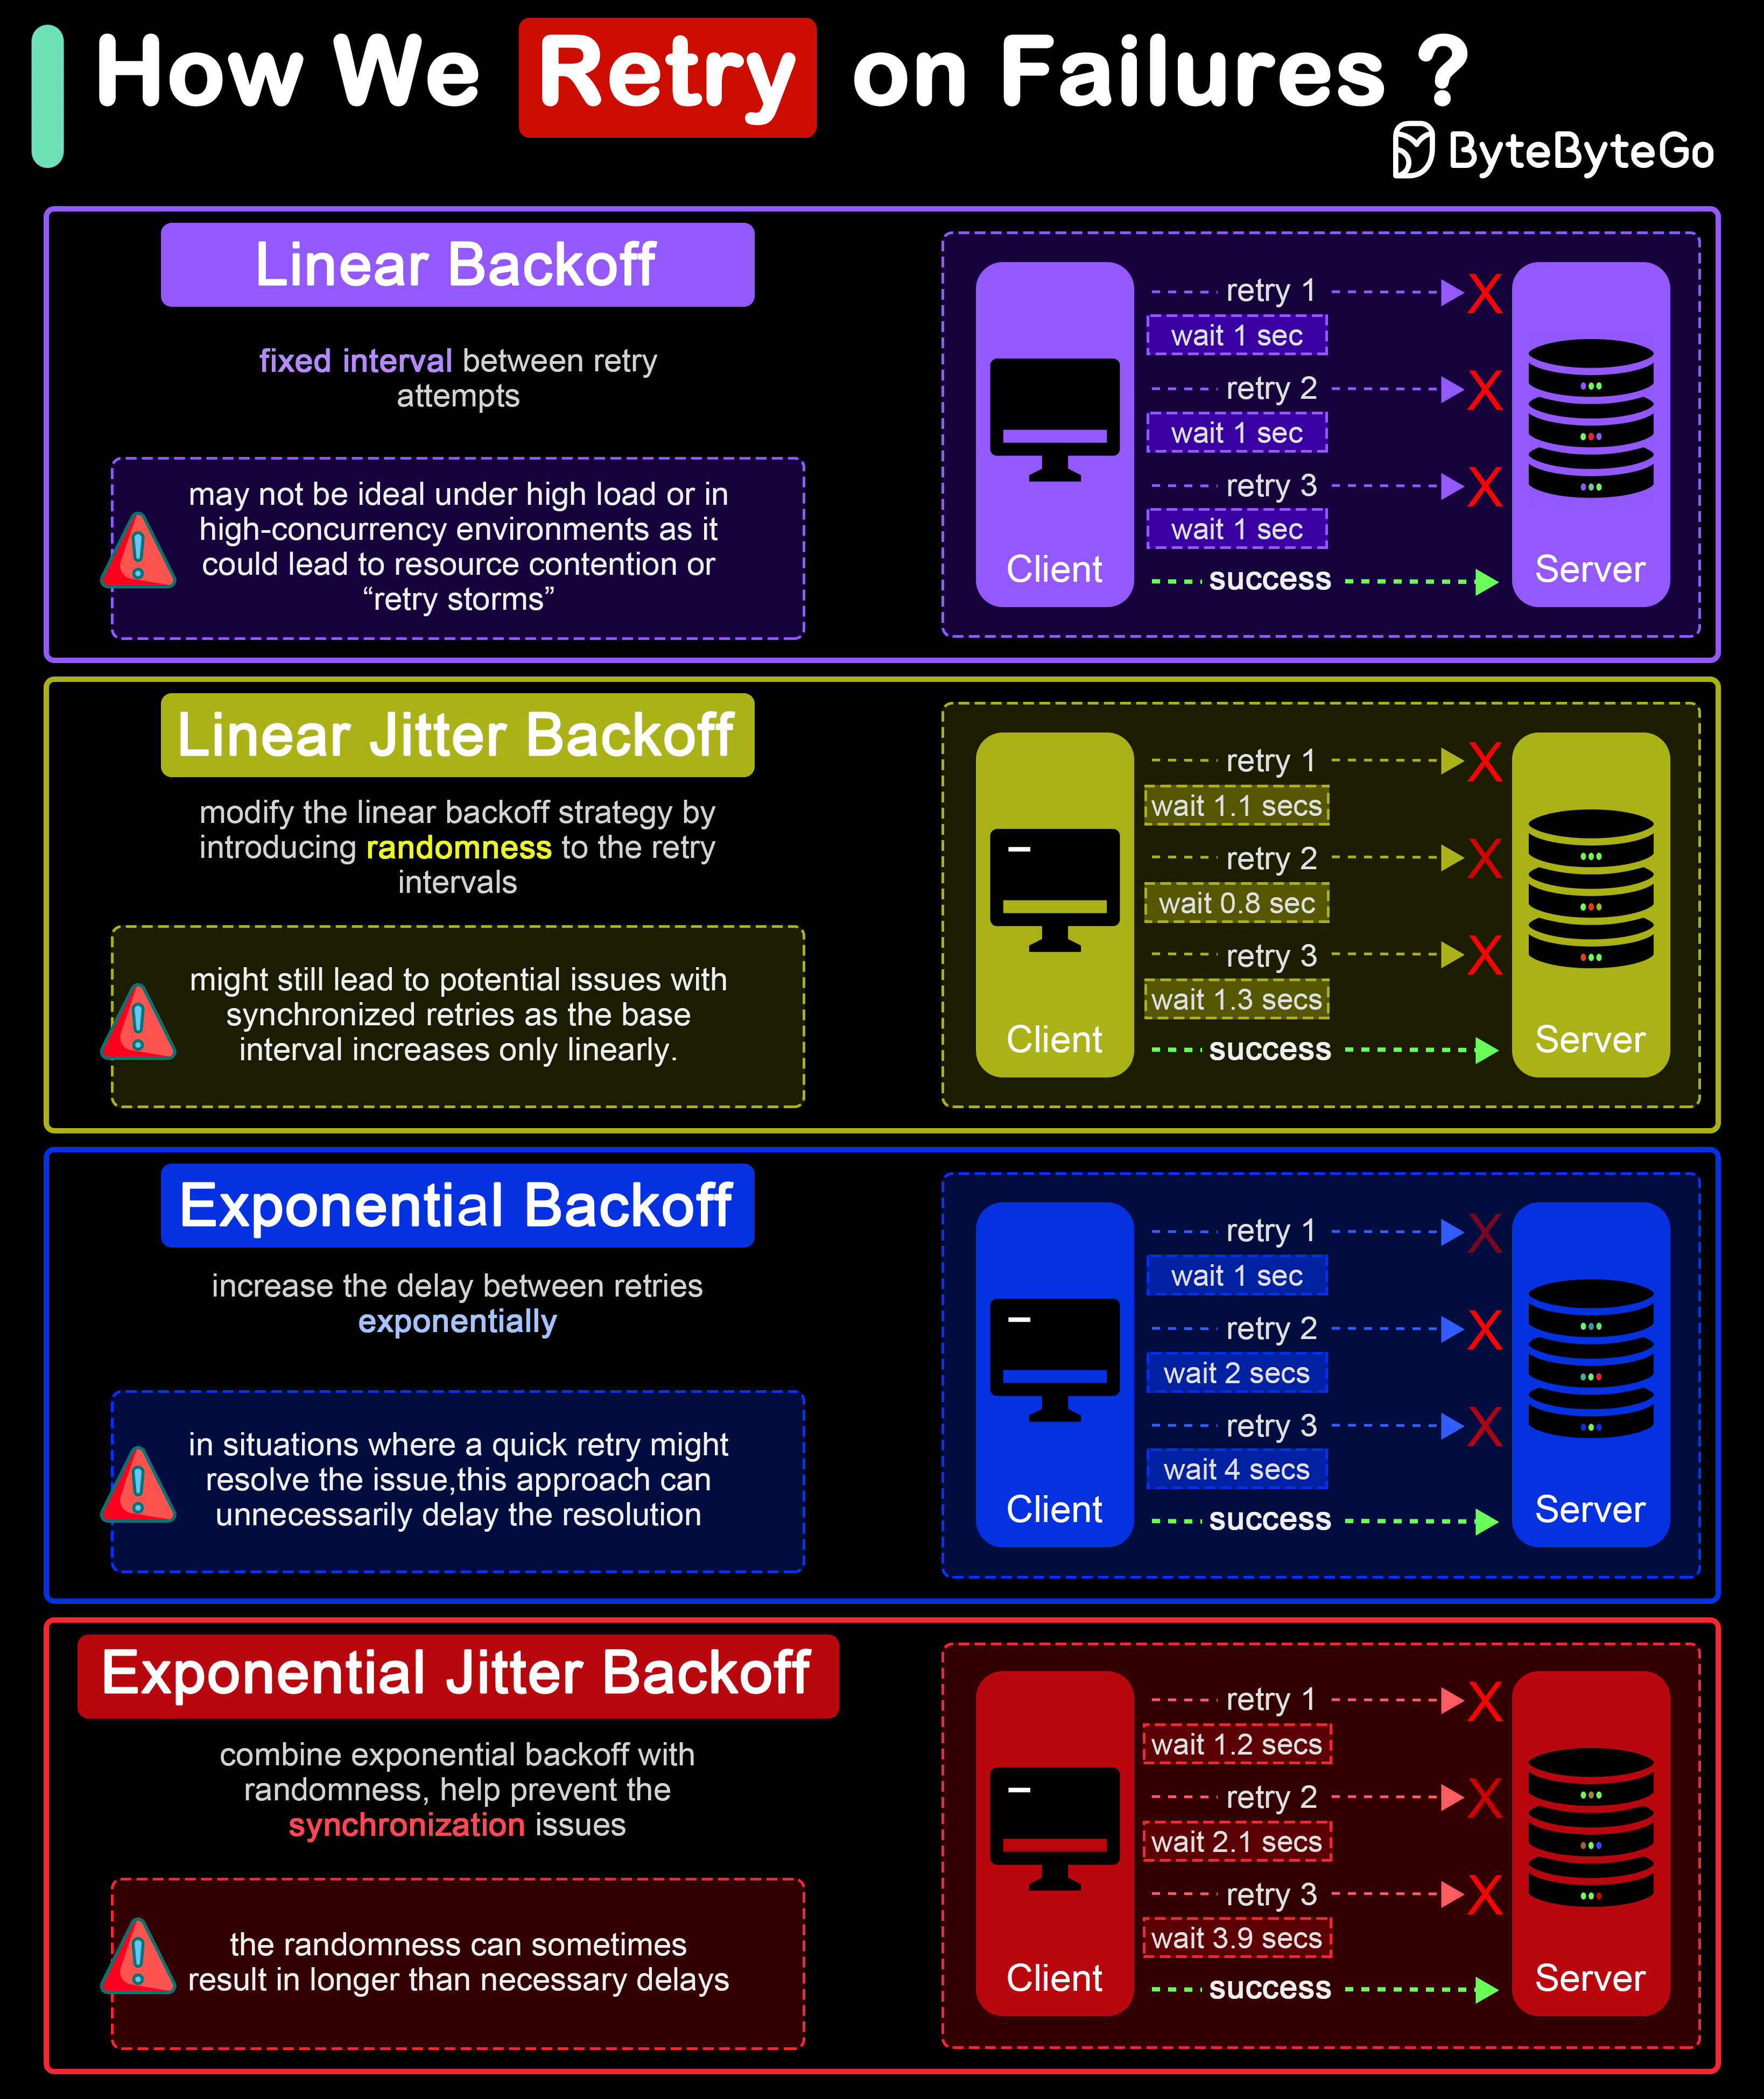 How We Retry on Failures ?
ByteByteGo
Linear Backoff
fixed interval between retry
attempts
may not be ideal under high load or in
high-concurrency environments as it
could lead to resource contention or
“retry storms”
Client
retry 1
X
wait 1 sec
retry 2
X
wait 1 sec
retry 3
X
wait 1 sec
success
Server
Linear Jitter Backoff
modify the linear backoff strategy by
introducing randomness to the retry
intervals
might still lead to potential issues with
synchronized retries as the base
interval increases only linearly.
Client
retry 1
X
wait 1.1 secs
retry 2
X
wait 0.8 sec
retry 3
X
wait 1.3 secs
success
Server
Exponential Backoff
increase the delay between retries
exponentially
in situations where a quick retry might
resolve the issue,this approach can
unnecessarily delay the resolution
Client
retry 1
X
wait 1 sec
retry 2
X
wait 2 secs
retry 3
X
wait 4 secs
success
Server
Exponential Jitter Backoff
combine exponential backoff with
randomness, help prevent the
synchronization issues
the randomness can sometimes
result in longer than necessary delays
Client
retry 1
X
wait 1.2 secs
retry 2
X
wait 2.1 secs
retry 3
X
wait 3.9 secs
success
Server